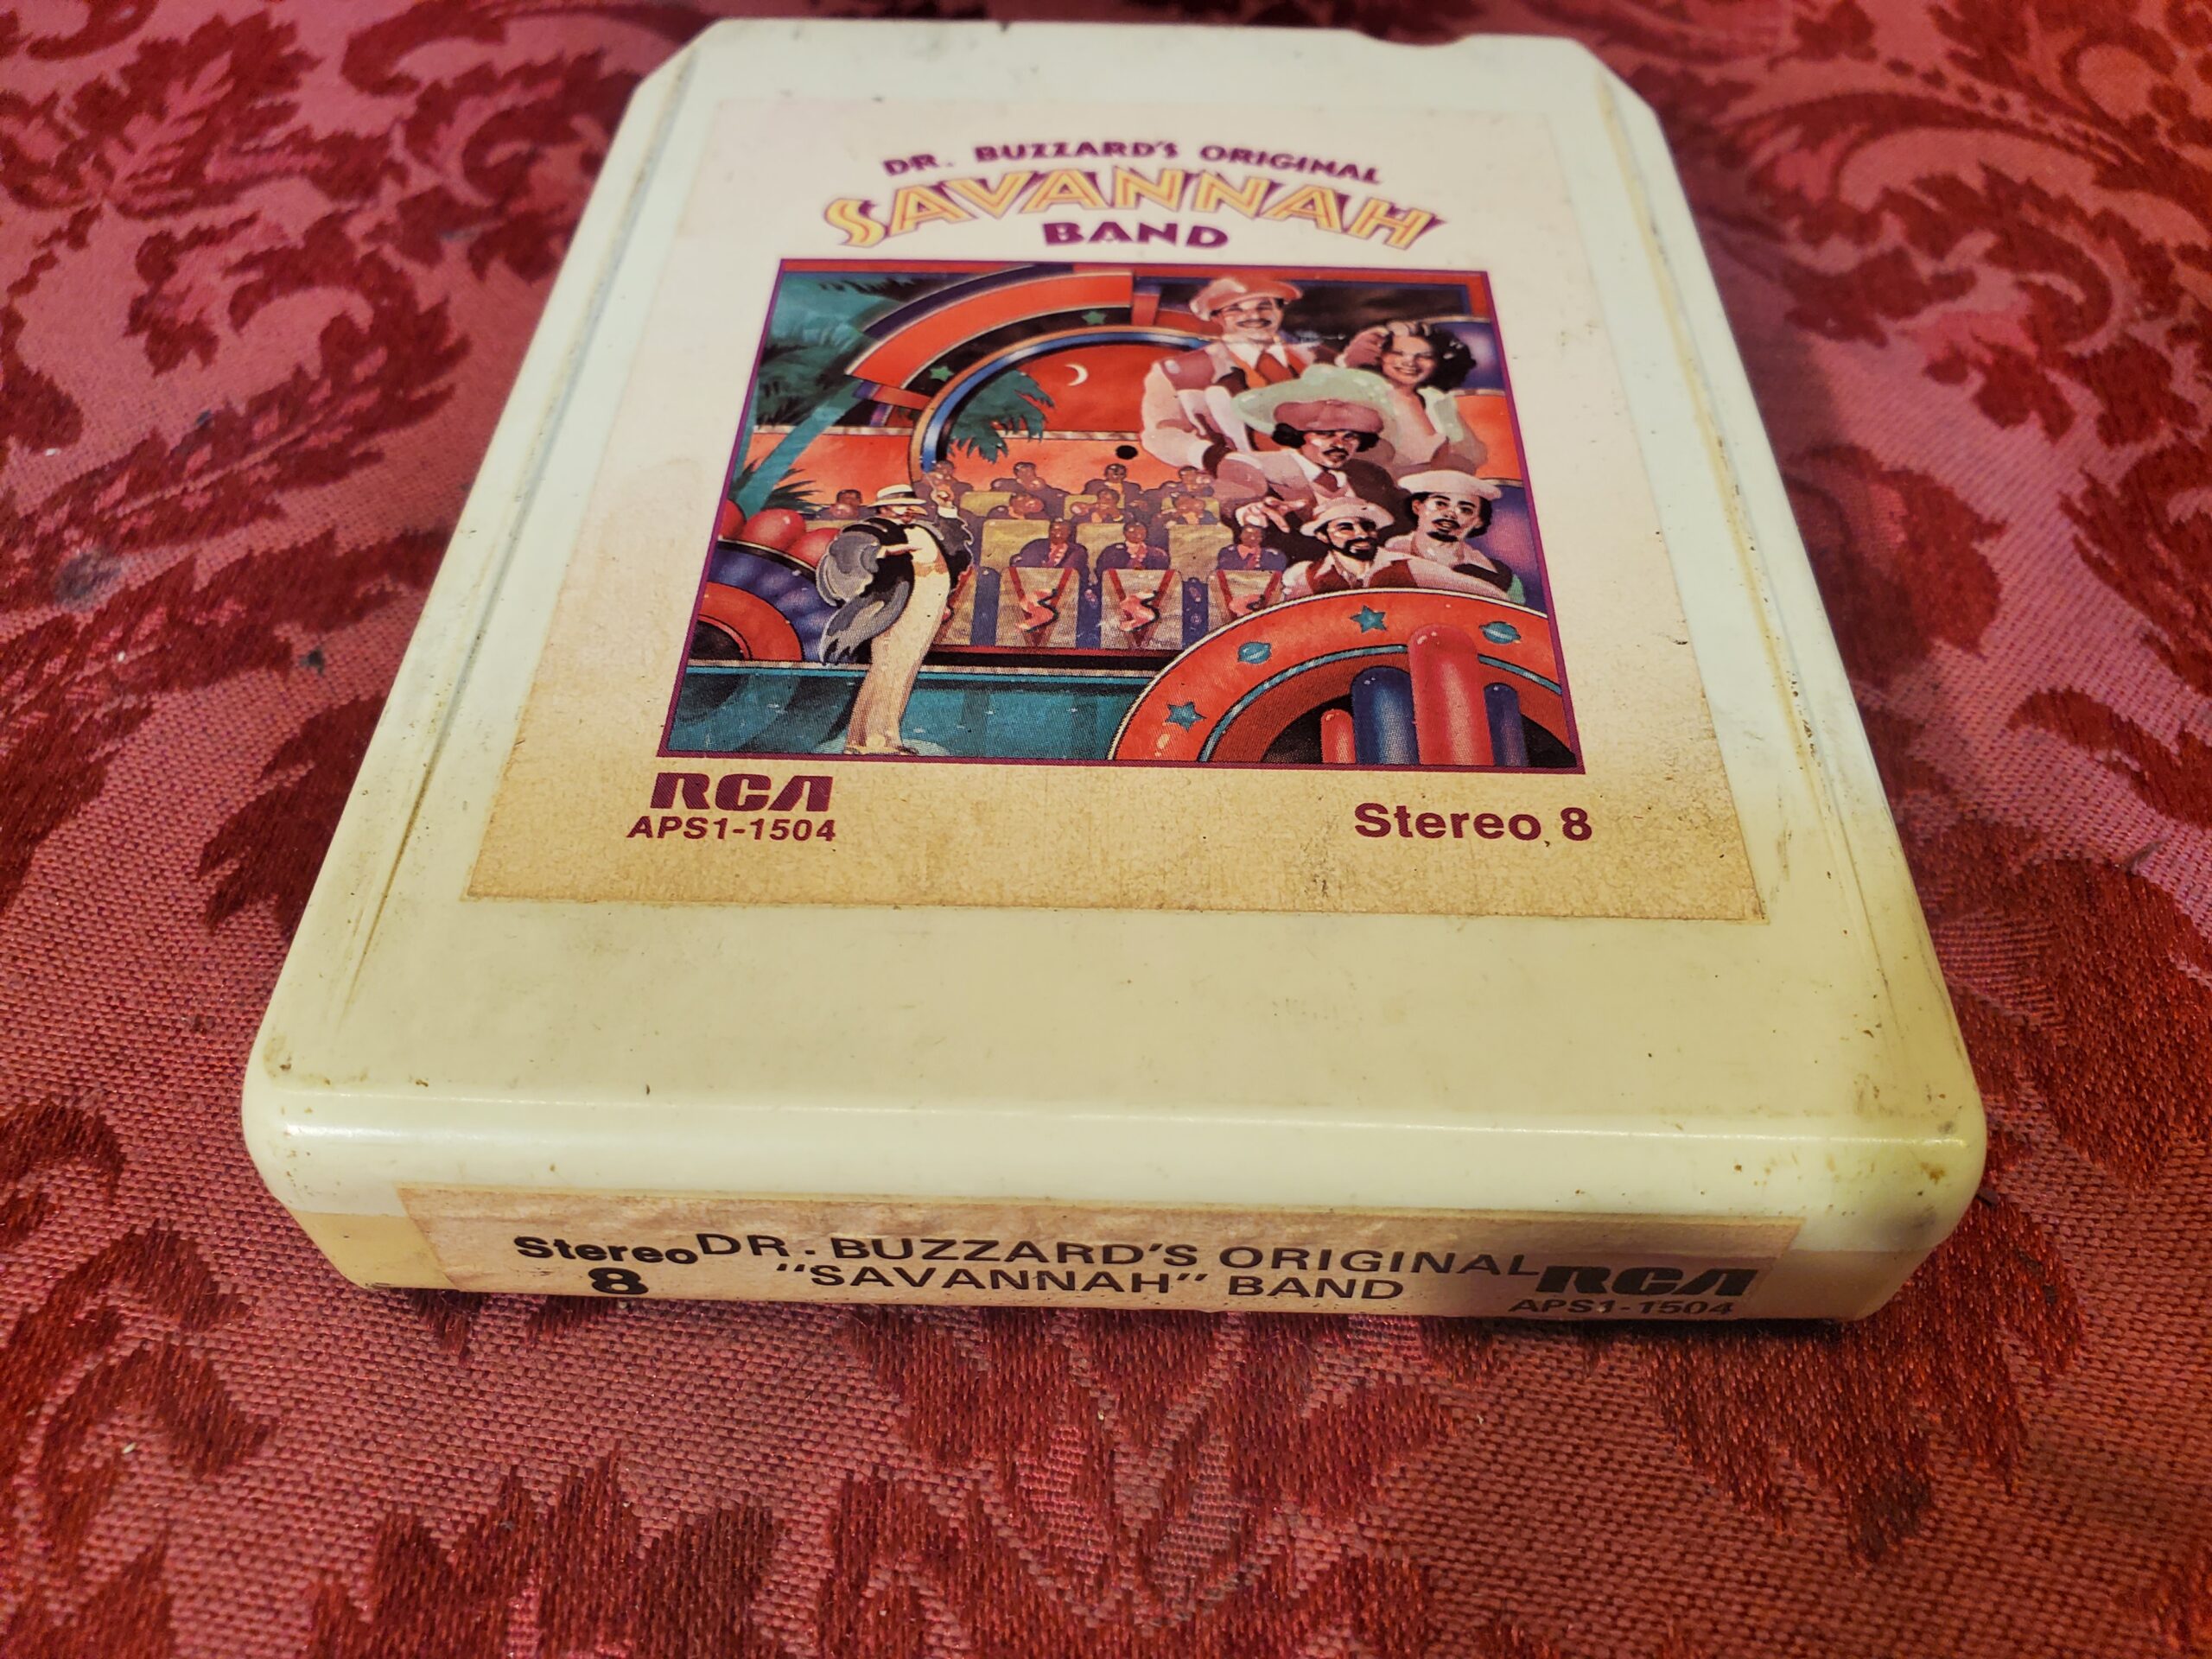 DR. BUZZARD'S ORIGINAL
SAVANNAH
BAND
RCA
APS1-1504
Stereo 8
Stereo
8
DR. BUZZARD'S ORIGINAL
"SAVANNAH" BAND
RCA
APS1-1504